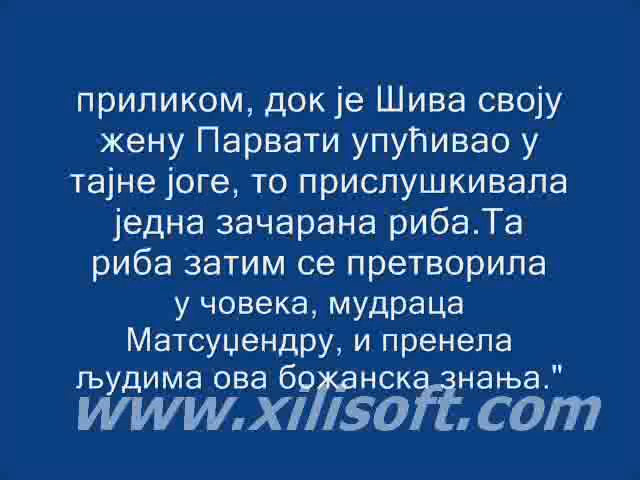 приликом, док је Шива своју
жену Парвати упућивао у
тајне јоге, то прислушкивала
једна зачарана риба.Та
риба затим се претворила
у човека, мудраца
Матсуџендру, и пренела
људима ова божанска знања."
www.xilisoft.com